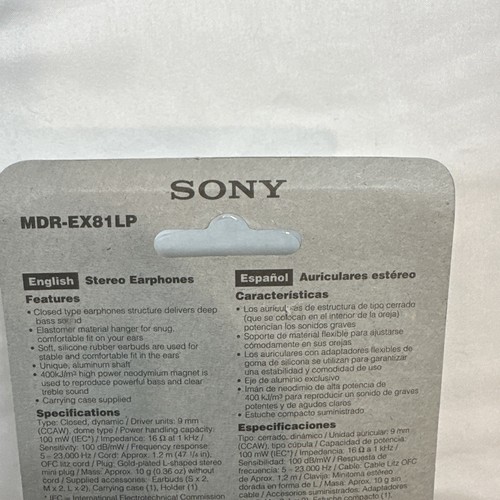 SONY
MDR-EX81LP
English Stereo Earphones
Features
• Closed type earphones structure delivers deep
bass sound
• Elastomer material hanger for snug,
comfortable fit on your ears
• Soft, silicone rubber earbuds are used for
stable and comfortable fit in the ears
• Unique, aluminum shaft
• 400kJ/m³ high power neodymium magnet is
used to reproduce powerful bass and clear
treble sound
• Carrying case supplied
Specifications
Type: Closed, dynamic / Driver units: 9 mm
(CCAW), dome type / Power handling capacity:
100 mW (IEC*) / Impedance: 16 Ω at 1 kHz /
Sensitivity: 100 dB/mW / Frequency response:
5 – 23,000 Hz / Cord: Approx. 1.2 m (47 1/4 in),
OFC litz cord / Plug: Gold-plated L-shaped stereo
mini plug / Mass: Approx. 10 g (0.36 oz) without
cord / Supplied accessories: Earbuds (S x 2,
M x 2, L x 2), Carrying case (1), Holder (1)
* IEC = International Electrotechnical Commission
Español Auriculares estéreo
Características
• Los auriculares de estructura de tipo cerrado
(que se colocan en el interior de la oreja)
potencian los sonidos graves
• Soporte de material flexible para ajustarse
cómodamente en sus orejas
• Los auriculares con adaptadores flexibles de
goma de silicona se utilizan para garantizar
una estabilidad y comodidad de uso
• Eje de aluminio exclusivo
• Imán de neodimio de alta potencia de
400 kJ/m³ para reproducir un sonido de graves
potentes y de agudos claros
• Estuche compacto suministrado
Especificaciones
Tipo: cerrado, dinámico / Unidad auricular: 9 mm
(CCAW), tipo cúpula / Capacidad de potencia:
100 mW (IEC*) / Impedancia: 16 Ω a 1 kHz /
Sensibilidad: 100 dB/mW / Respuesta de
frecuencia: 5 – 23,000 Hz / Cable: Cable Litz OFC
de Aprox. 1,2 m / Clavija: Minitoma estéreo
dorada en forma de L / Masa: Aprox. 10 g sin
cable / Accesorios suministrados: Adaptadores